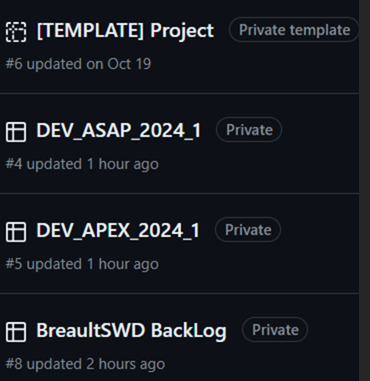 [TEMPLATE] Project Private template
#6 updated on Oct 19
DEV_ASAP_2024_1 Private
#4 updated 1 hour ago
DEV_APEX_2024_1 Private
#5 updated 1 hour ago
BreaultSWD BackLog Private
#8 updated 2 hours ago